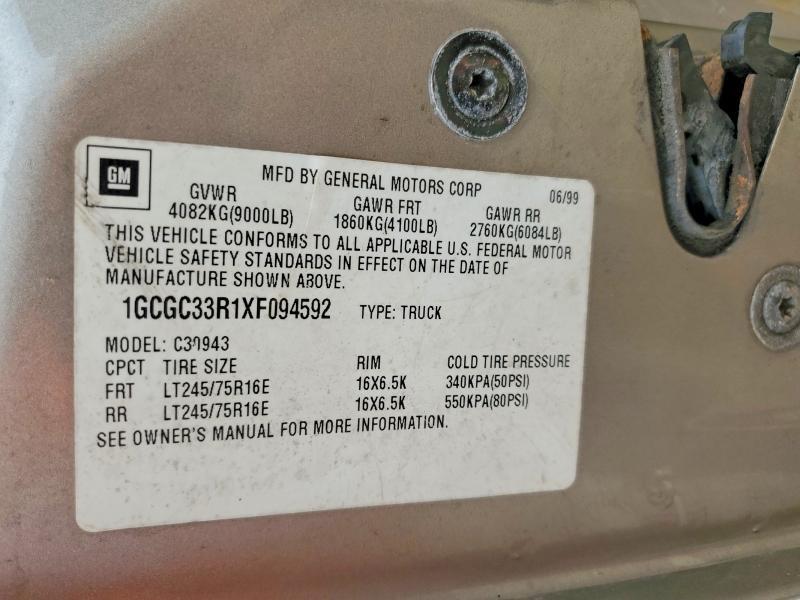 GM
MFD BY GENERAL MOTORS CORP 06/99
GVWR GAWR FRT GAWR RR
4082KG(9000LB) 1860KG(4100LB) 2760KG(6084LB)
THIS VEHICLE CONFORMS TO ALL APPLICABLE U.S. FEDERAL MOTOR
VEHICLE SAFETY STANDARDS IN EFFECT ON THE DATE OF
MANUFACTURE SHOWN ABOVE.
1GCGC33R1XF094592 TYPE: TRUCK
MODEL: C30943
CPCT TIRE SIZE RIM COLD TIRE PRESSURE
FRT LT245/75R16E 16X6.5K 340KPA(50PSI)
RR LT245/75R16E 16X6.5K 550KPA(80PSI)
SEE OWNER'S MANUAL FOR MORE INFORMATION.